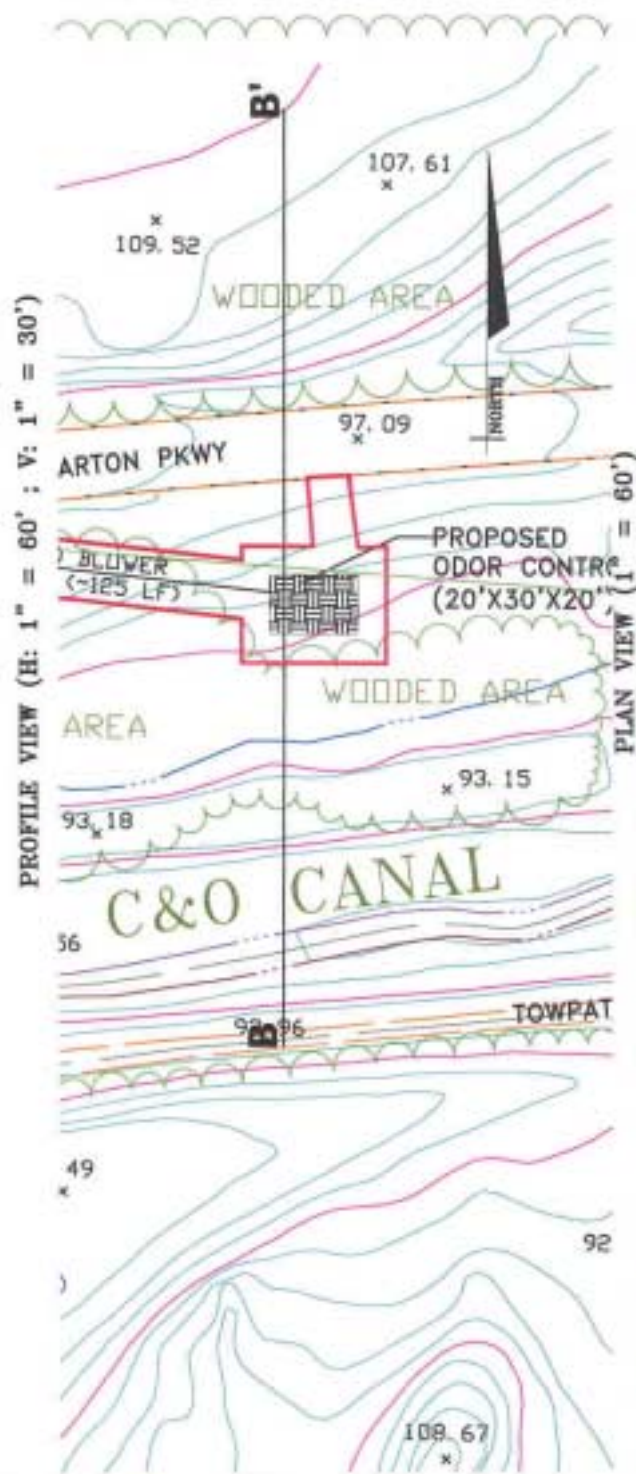 B'
107.61
109.52
WOODED AREA
NORTH
97.09
ARTON PKWY
PROPOSED
ODOR CONTR
(20'X30'X20'
) BLOWER
(~125 LF)
WOODED AREA
AREA
93.15
93.18
C&O CANAL
36
TOWPAT
B
49
92
108.67
PROFILE VIEW (H: 1" = 60' ; V: 1" = 30')
PLAN VIEW (1" = 60')